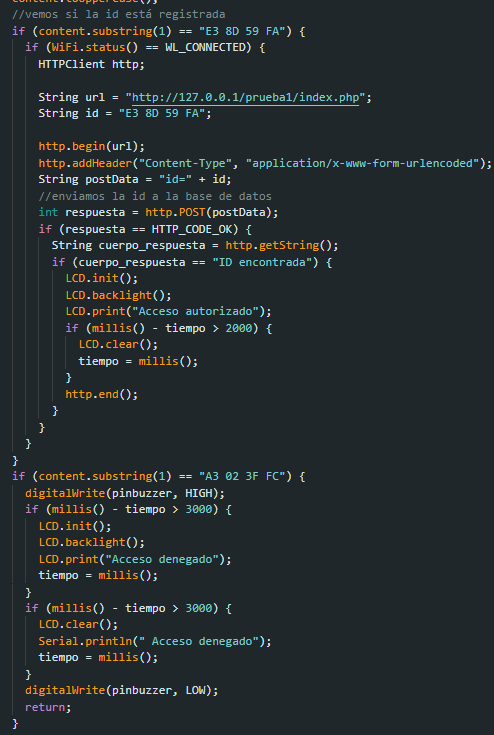 //vemos si la id está registrada
if (content.substring(1) == "E3 8D 59 FA") {
if (WiFi.status() == WL_CONNECTED) {
HTTPClient http;
String url = "http://127.0.0.1/prueba1/index.php";
String id = "E3 8D 59 FA";
http.begin(url);
http.addHeader("Content-Type", "application/x-www-form-urlencoded");
String postData = "id=" + id;
//enviamos la id a la base de datos
int respuesta = http.POST(postData);
if (respuesta == HTTP_CODE_OK) {
String cuerpo_respuesta = http.getString();
if (cuerpo_respuesta == "ID encontrada") {
LCD.init();
LCD.backlight();
LCD.print("Acceso autorizado");
if (millis() - tiempo > 2000) {
LCD.clear();
tiempo = millis();
}
http.end();
}
}
}
}
if (content.substring(1) == "A3 02 3F FC") {
digitalWrite(pinbuzzer, HIGH);
if (millis() - tiempo > 3000) {
LCD.init();
LCD.backlight();
LCD.print("Acceso denegado");
tiempo = millis();
}
if (millis() - tiempo > 3000) {
LCD.clear();
Serial.println(" Acceso denegado");
tiempo = millis();
}
digitalWrite(pinbuzzer, LOW);
return;
}